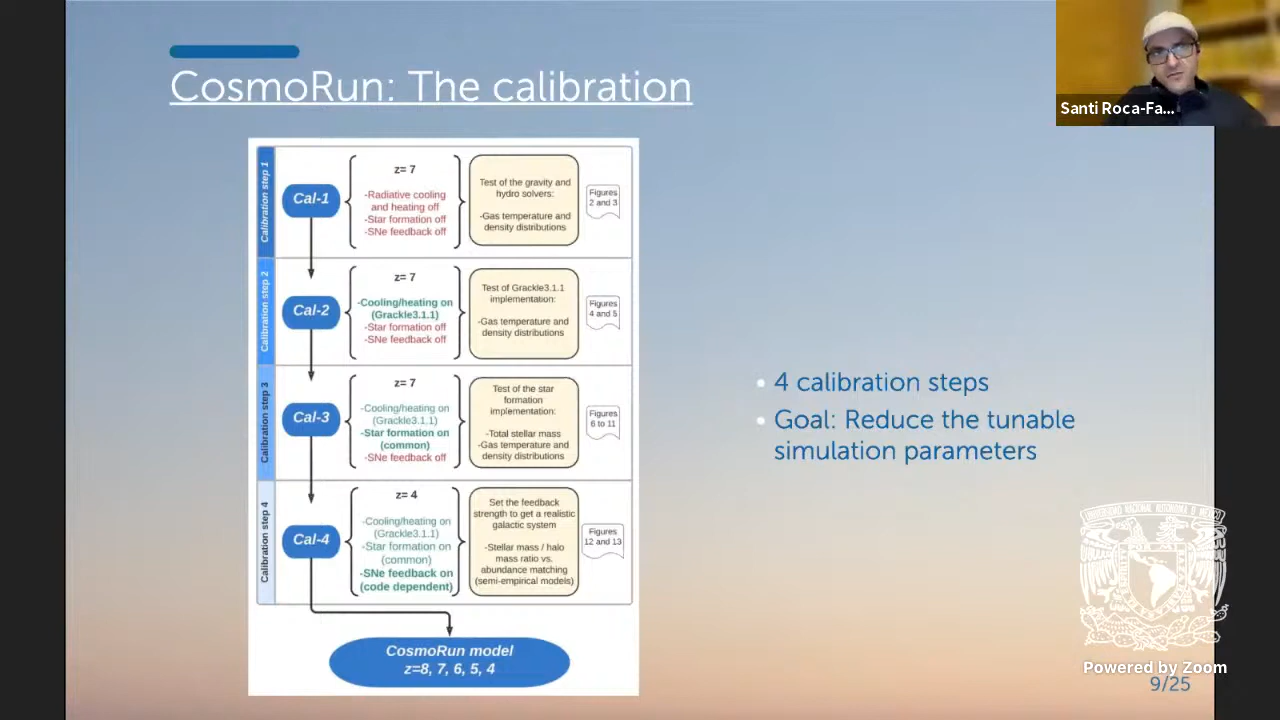 CosmoRun: The calibration
Santi Roca-Fa...
Calibration step 1
Cal-1
z= 7
-Radiative cooling
and heating off
-Star formation off
-SNe feedback off
Test of the gravity and
hydro solvers:
-Gas temperature and
density distributions
Figures
2 and 3
Calibration step 2
Cal-2
z= 7
-Cooling/heating on
(Grackle3.1.1)
-Star formation off
-SNe feedback off
Test of Grackle3.1.1
implementation:
-Gas temperature and
density distributions
Figures
4 and 5
Calibration step 3
Cal-3
z= 7
-Cooling/heating on
(Grackle3.1.1)
-Star formation on
(common)
-SNe feedback off
Test of the star
formation
implementation:
-Total stellar mass
-Gas temperature and
density distributions
Figures
6 to 11
Calibration step 4
Cal-4
z= 4
-Cooling/heating on
(Grackle3.1.1)
-Star formation on
(common)
-SNe feedback on
(code dependent)
Set the feedback
strength to get a realistic
galactic system
-Stellar mass / halo
mass ratio vs.
abundance matching
(semi-empirical models)
Figures
12 and 13
CosmoRun model
z=8, 7, 6, 5, 4
• 4 calibration steps
• Goal: Reduce the tunable
simulation parameters
Powered by Zoom
9/25